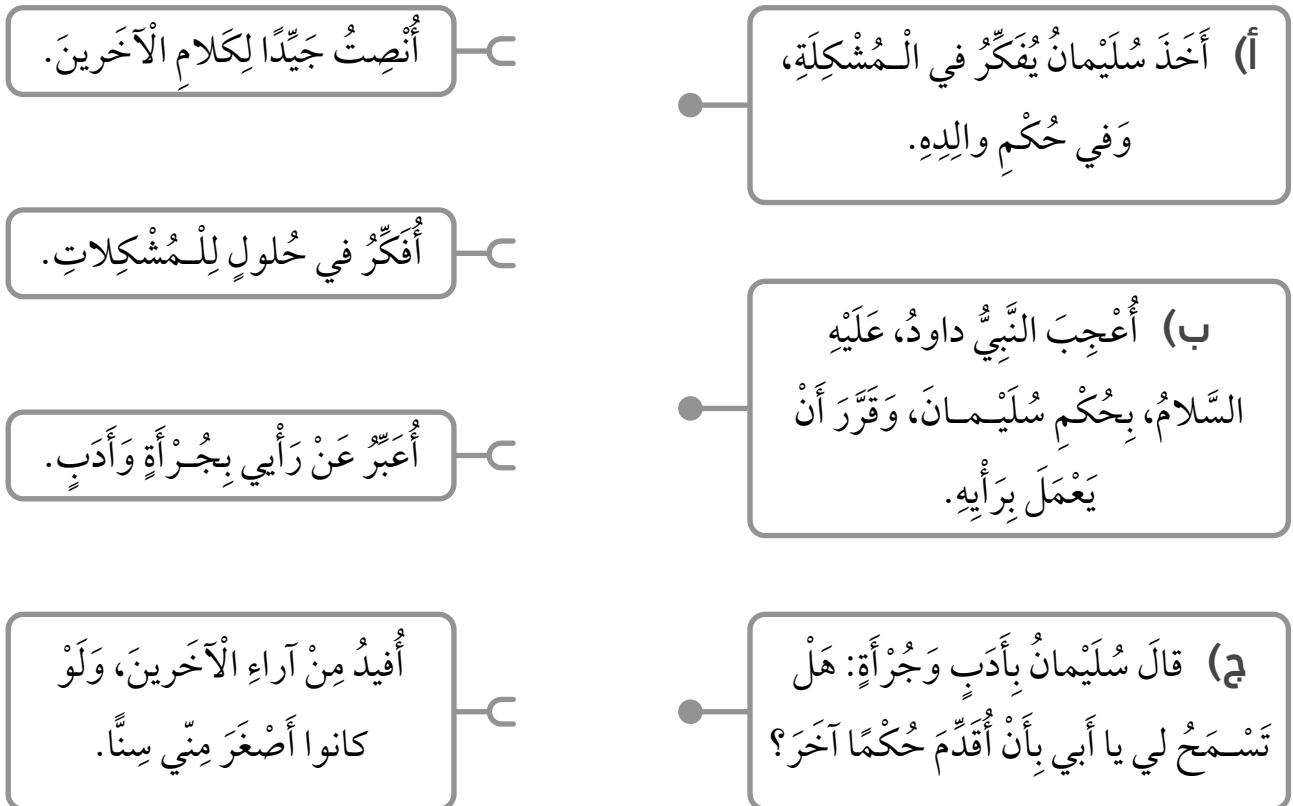 أ) أَخَذَ سُلَيْمانُ يُفَكِّرُ في الْـمُشْكِلَةِ،
وَفي حُكْمِ والِدِهِ.
ب) أُعْجِبَ النَّبِيُّ داودُ، عَلَيْهِ
السَّلامُ، بِحُكْمِ سُلَيْـمـانَ، وَقَرَّرَ أَنْ
يَعْمَلَ بِرَأْيِهِ.
ج) قالَ سُلَيْمانُ بِأَدَبٍ وَجُرْأَةٍ: هَلْ
تَسْـمَحُ لي يا أَبي بِأَنْ أُقَدِّمَ حُكْمًا آخَرَ؟
أُنْصِتُ جَيِّدًا لِكَلامِ الْآخَرينَ.
أُفَكِّرُ في حُلولٍ لِلْـمُشْكِلاتِ.
أُعَبِّرُ عَنْ رَأْيي بِجُـرْأَةٍ وَأَدَبٍ.
أُفيدُ مِنْ آراءِ الْآخَرينَ، وَلَوْ
كانوا أَصْغَرَ مِنّي سِنًّا.